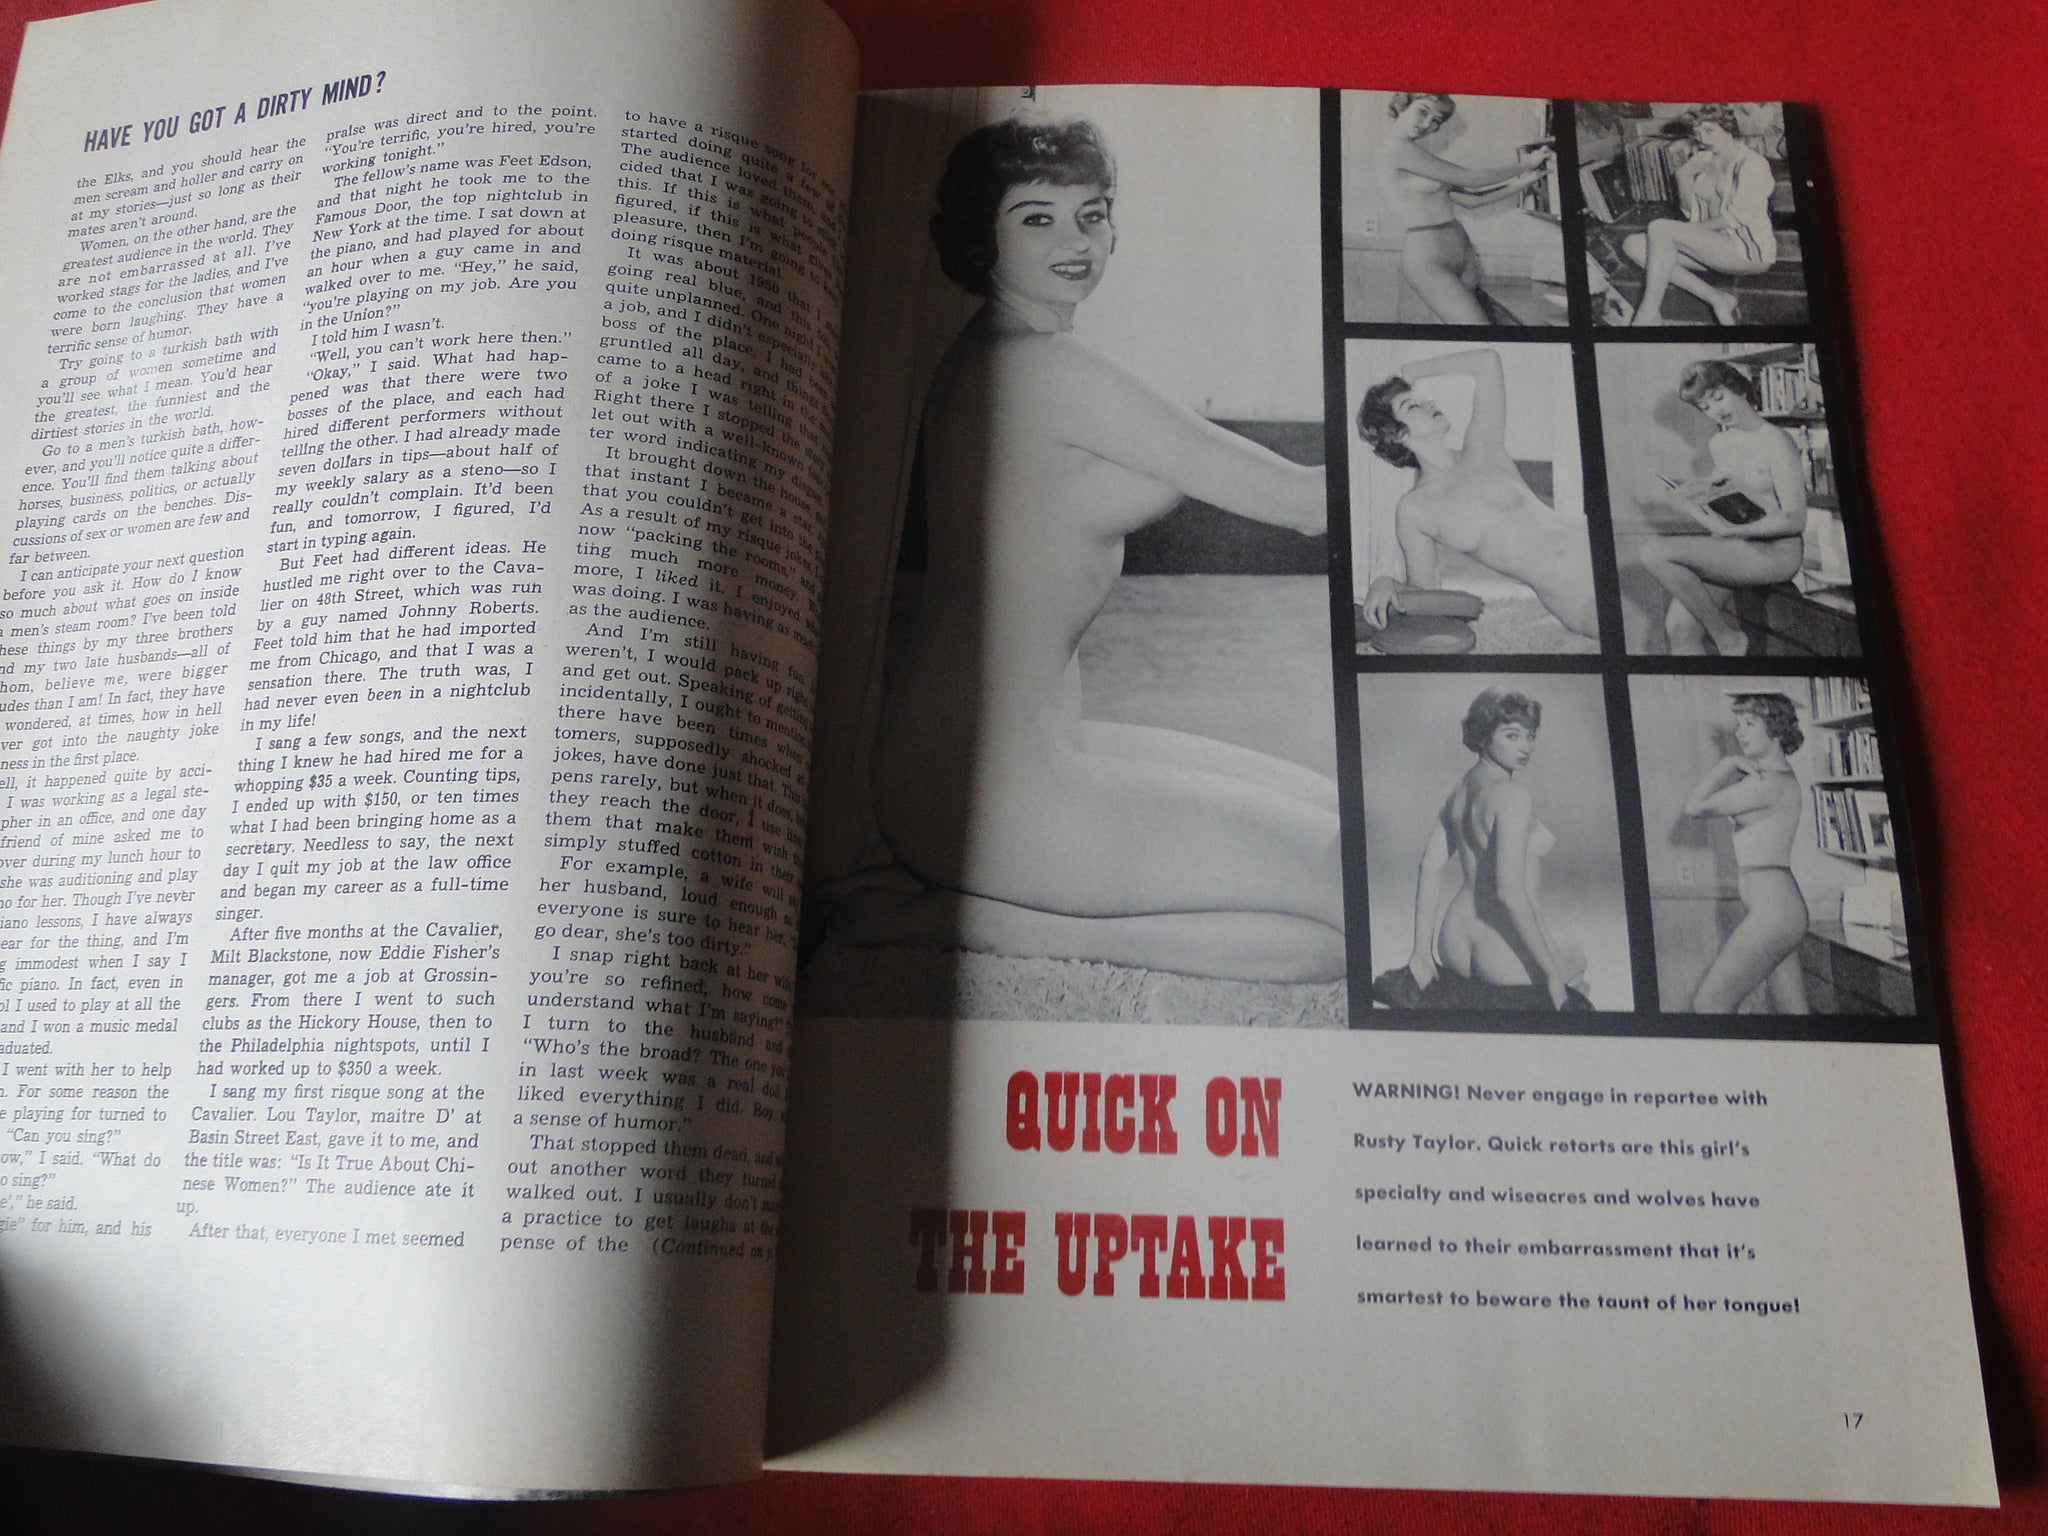 HAVE YOU GOT A DIRTY MIND?
the Elks, and you should hear the
men scream and holler and carry on
at my stories—just so long as their
mates aren't around.
Women, on the other hand, are the
greatest audience in the world. They
are not embarrassed at all. I've
worked stags for the ladies, and I've
come to the conclusion that women
were born laughing. They have a
terrific sense of humor.
Try going to a turkish bath with
a group of women sometime and
you'll see what I mean. You'd hear
the greatest, the funniest and the
dirtiest stories in the world.
Go to a men's turkish bath, how-
ever, and you'll notice quite a differ-
ence. You'll find them talking about
horses, business, politics, or actually
playing cards on the benches. Dis-
cussions of sex or women are few and
far between.
I can anticipate your next question
before you ask it. How do I know
so much about what goes on inside
men's steam room? I've been told
these things by my three brothers
and my two late husbands—all of
whom, believe me, were bigger
than I am! In fact, they have
wondered, at times, how in hell
ever got into the naughty joke
ness in the first place.
it happened quite by acci-
I was working as a legal ste-
pher in an office, and one day
friend of mine asked me to
over during my lunch hour to
she was auditioning and play
for her. Though I've never
piano lessons, I have always
ear for the thing, and I'm
immodest when I say I
piano. In fact, even in
I used to play at all the
and I won a music medal
I went with her to help
For some reason the
playing for turned to
"Can you sing?"
I said. "What do
sing?"
he said.
for him, and his
praise was direct and to the point.
"You're terrific, you're hired, you're
working tonight."
The fellow's name was Feet Edson,
and that night he took me to the
Famous Door, the top nightclub in
New York at the time. I sat down at
the piano, and had played for about
an hour when a guy came in and
walked over to me. "Hey," he said,
"you're playing on my job. Are you
in the Union?"
I told him I wasn't.
"Well, you can't work here then."
"Okay," I said. What had hap-
pened was that there were two
bosses of the place, and each had
hired different performers without
telling the other. I had already made
seven dollars in tips—about half of
my weekly salary as a steno—so I
really couldn't complain. It'd been
fun, and tomorrow, I figured, I'd
start in typing again.
But Feet had different ideas. He
hustled me right over to the Cava-
lier on 48th Street, which was run
by a guy named Johnny Roberts.
Feet told him that he had imported
me from Chicago, and that I was a
sensation there. The truth was, I
had never even been in a nightclub
in my life!
I sang a few songs, and the next
thing I knew he had hired me for a
whopping $35 a week. Counting tips,
I ended up with $150, or ten times
what I had been bringing home as a
secretary. Needless to say, the next
day I quit my job at the law office
and began my career as a full-time
singer.
After five months at the Cavalier,
Milt Blackstone, now Eddie Fisher's
manager, got me a job at Grossin-
gers. From there I went to such
clubs as the Hickory House, then to
the Philadelphia nightspots, until I
had worked up to $350 a week.
I sang my first risque song at the
Cavalier. Lou Taylor, maitre D' at
Basin Street East, gave it to me, and
the title was: "Is It True About Chi-
nese Women?" The audience ate it
up.
After that, everyone I met seemed
to have a risque song for me.
started doing quite a few of
The audience loved them, and I
cided that I was going to
this. If this is what people
figured, if this is what gives
pleasure, then I'm going to keep
doing risque material.
It was about 1950 that I
going real blue, and this too,
quite unplanned. One night I was
a job, and I didn't especially like
boss of the place. I had been
gruntled all day, and things
came to a head right in the
of a joke I was telling that
Right there I stopped the story
let out with a well-known four
ter word indicating my disgust.
It brought down the house.
that instant I became a star.
that you couldn't get into the
As a result of my risque jokes, I
now "packing the rooms," and
ting much more money.
more, I liked it. I enjoyed what
was doing. I was having as much
as the audience.
And I'm still having fun.
weren't, I would pack up right
and get out. Speaking of getting
incidentally, I ought to mention
there have been times when
tomers, supposedly shocked at
jokes, have done just that. This
pens rarely, but when it does,
they reach the door, I use
them that make them wish
simply stuffed cotton in their
For example, a wife will say
her husband, loud enough so
everyone is sure to hear her,
go dear, she's too dirty."
I snap right back at her with
you're so refined, how come
understand what I'm saying?"
I turn to the husband and
"Who's the broad? The one you
in last week was a real doll
liked everything I did. Boy,
a sense of humor."
That stopped them dead, and
out another word they turned
walked out. I usually don't
a practice to get laughs at the
pense of the (Continued on
QUICK ON
THE UPTAKE
WARNING! Never engage in repartee with
Rusty Taylor. Quick retorts are this girl's
specialty and wiseacres and wolves have
learned to their embarrassment that it's
smartest to beware the taunt of her tongue!
17